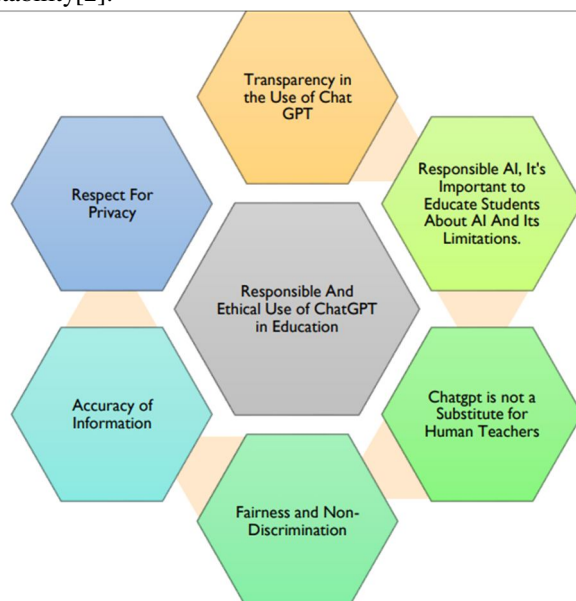 Transparency in
the Use of Chat
GPT
Responsible AI, It's
Important to
Educate Students
About AI And Its
Limitations.
Respect For
Privacy
Responsible And
Ethical Use of ChatGPT
in Education
Accuracy of
Information
Chatgpt is not a
Substitute for
Human Teachers
Fairness and Non-
Discrimination